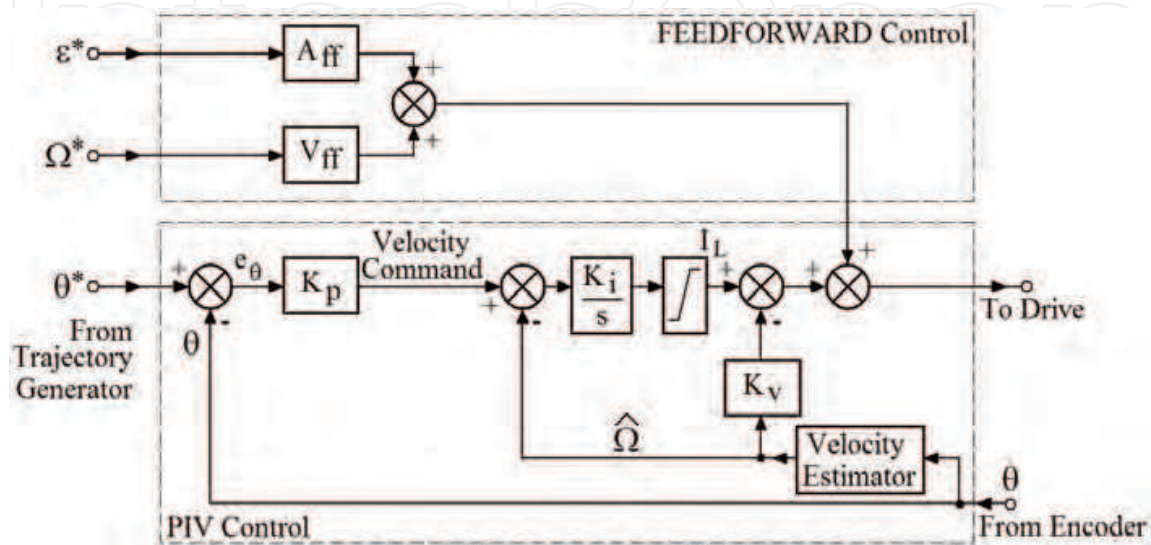 FEEDFORWARD Control
ε*
A ff
+
+
Ω*
V ff
θ*
+
-
e θ
K p
Velocity
Command
+
-
K i
s
I L
+
-
+
+
To Drive
From
Trajectory
Generator
θ
K v
Ω̂
Velocity
Estimator
θ
PIV Control
From Encoder